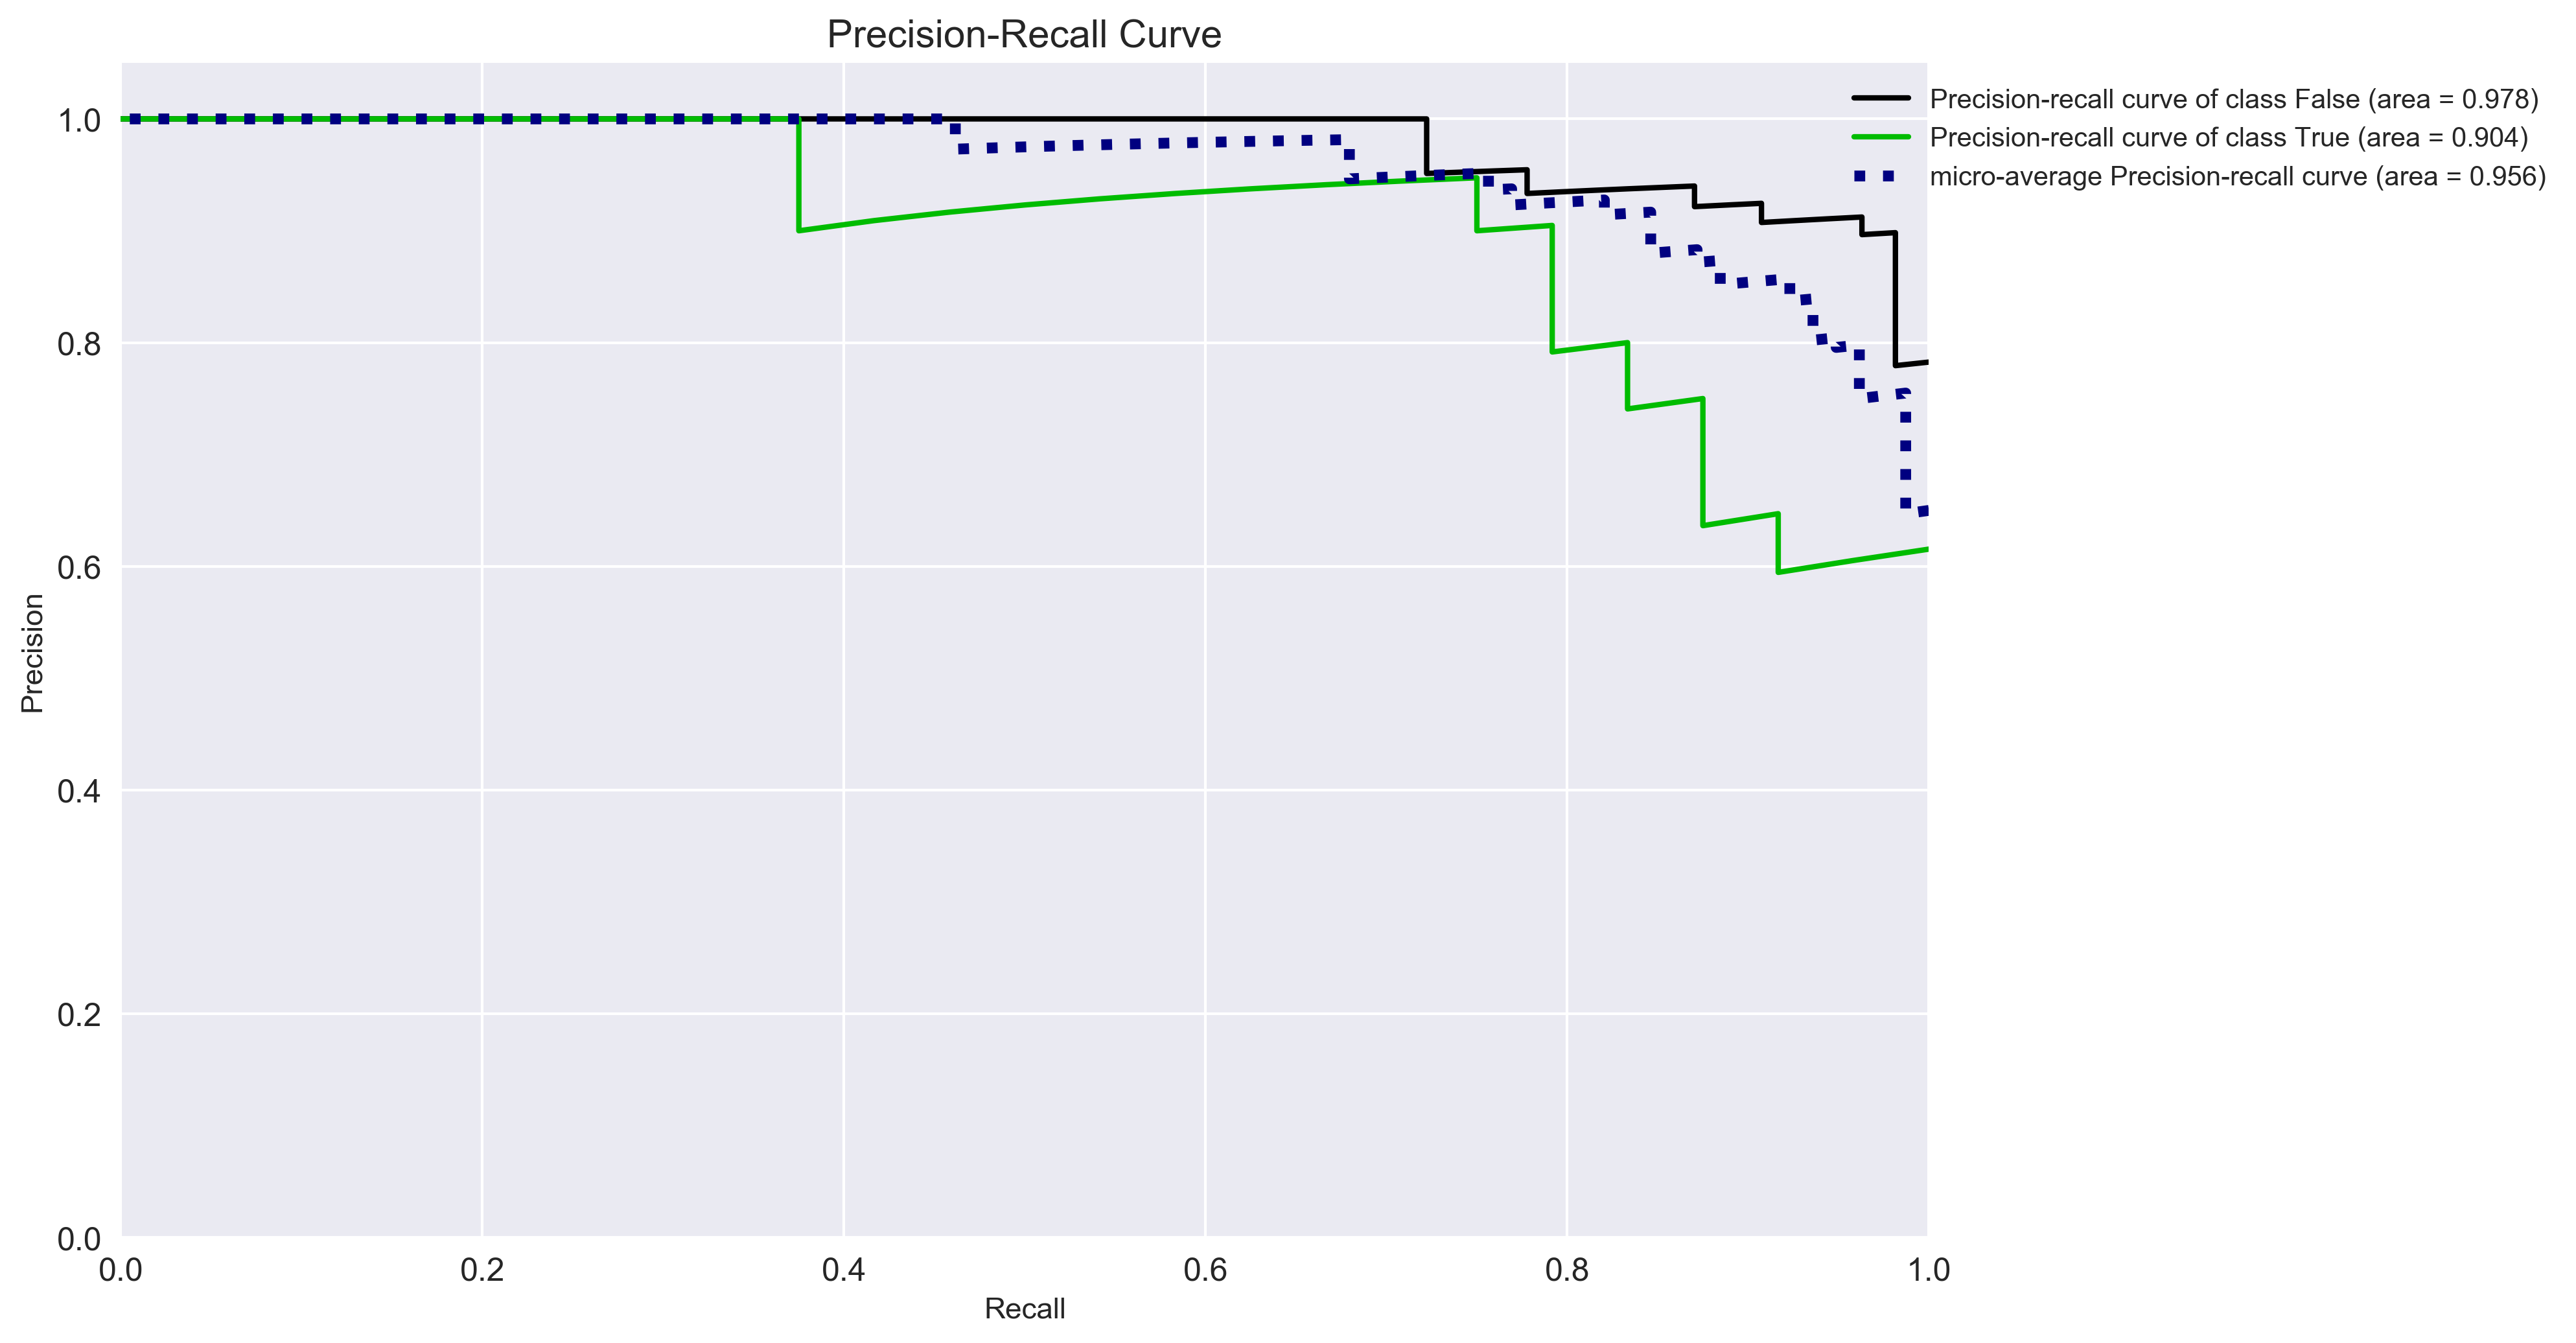 Precision-Recall Curve
Precision-recall curve of class False (area = 0.978)
Precision-recall curve of class True (area = 0.904)
micro-average Precision-recall curve (area = 0.956)
1.0
0.8
0.6
0.4
0.2
0.0
Precision
0.0 0.2 0.4 0.6 0.8 1.0
Recall